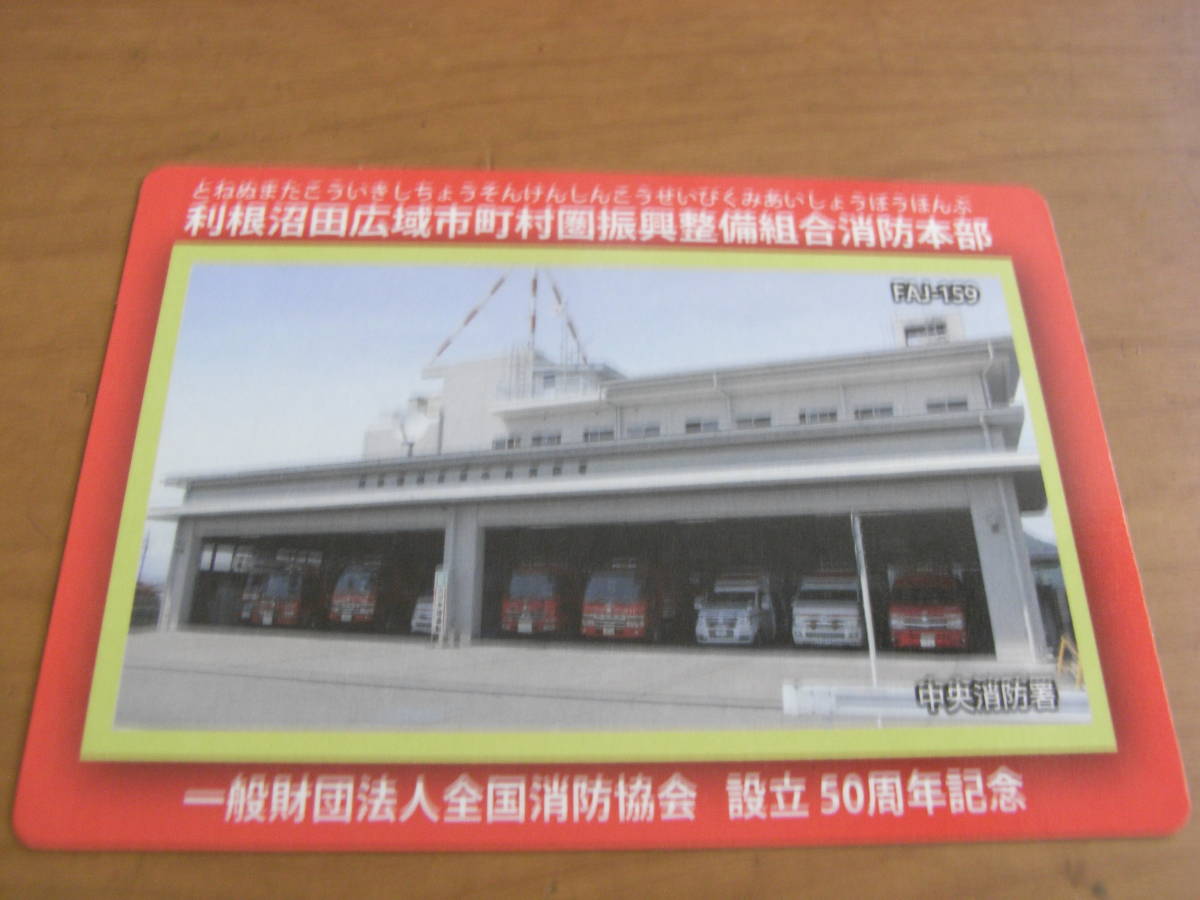 とねぬまたこういきしちょうそんけんしんこうせいびくみあいしょうぼうほんぶ
利根沼田広域市町村圏振興整備組合消防本部
FAJ-159
中央消防署
一般財団法人全国消防協会 設立 50周年記念